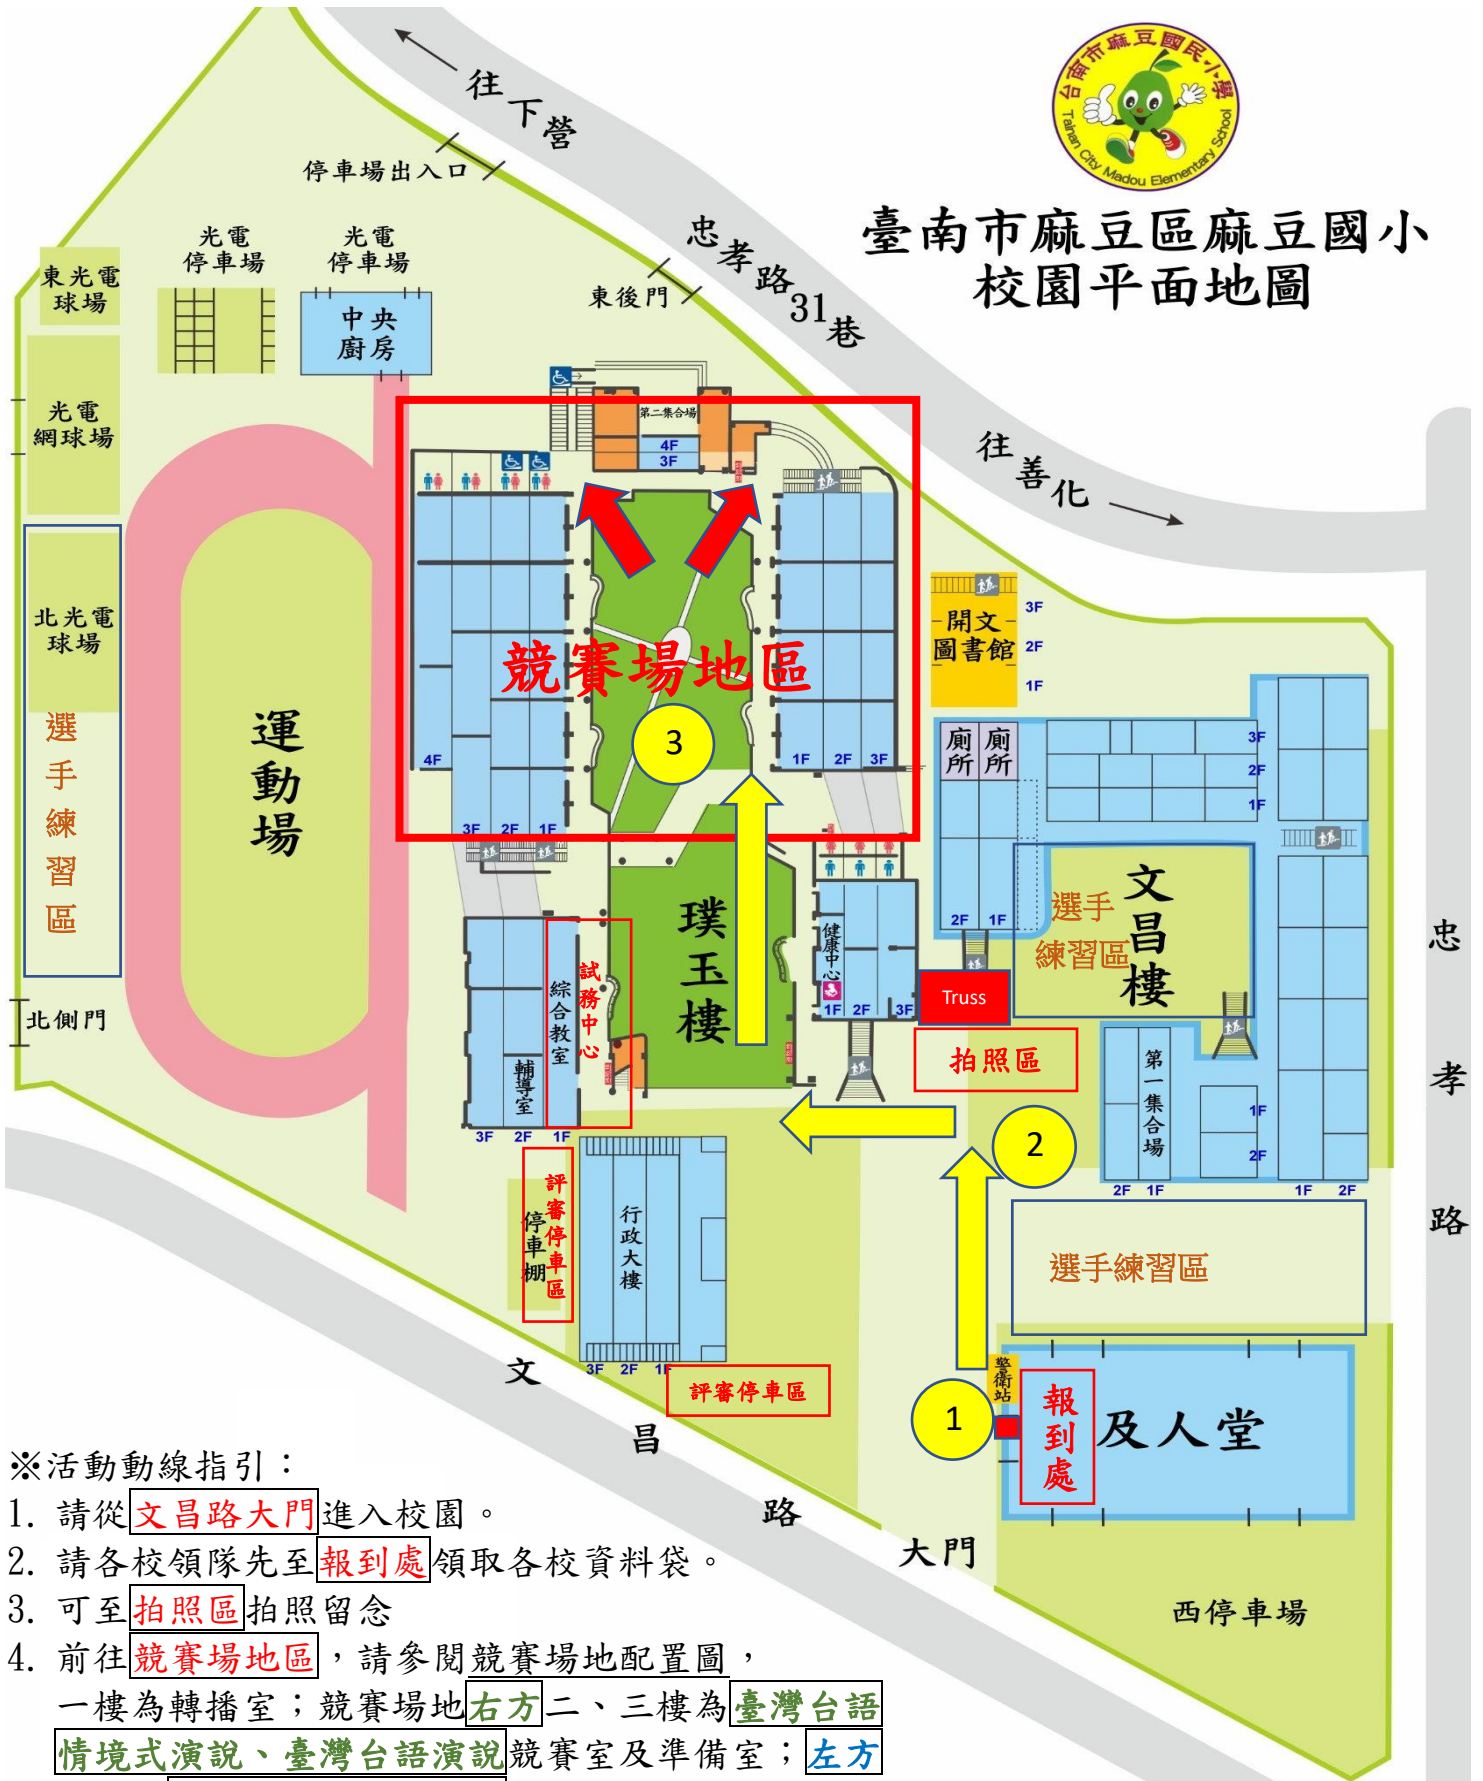 台南市麻豆國民小學
Tainan City Madou Elementary School
臺南市麻豆區麻豆國小
校園平面地圖
往下營
停車場出入口
忠孝路31巷
東後門
往善化
光電
停車場
光電
停車場
東光電
球場
中央
廚房
光電
網球場
第二集合場
4F
3F
北光電
球場
選手練習區
運動場
競賽場地區
3
4F
3F 2F 1F
1F 2F 3F
開文
圖書館
3F
2F
1F
廁所 廁所
3F
2F
1F
2F 1F
文昌樓
選手
練習區
璞玉樓
健康中心
1F 2F 3F
Truss
拍照區
試務中心
綜合教室
輔導室
3F 2F 1F
北側門
第一集合場
1F
2F
2F 1F
1F 2F
忠孝路
2
評審停車區
停車棚
行政大樓
3F 2F 1F
評審停車區
選手練習區
警衛站
1
報到處
及人堂
文昌路
大門
西停車場
※活動動線指引：
1. 請從文昌路大門進入校園。
2. 請各校領隊先至報到處領取各校資料袋。
3. 可至拍照區拍照留念
4. 前往競賽場地區，請參閱競賽場地配置圖，
一樓為轉播室；競賽場地右方二、三樓為臺灣台語
情境式演說、臺灣台語演說競賽室及準備室；左方